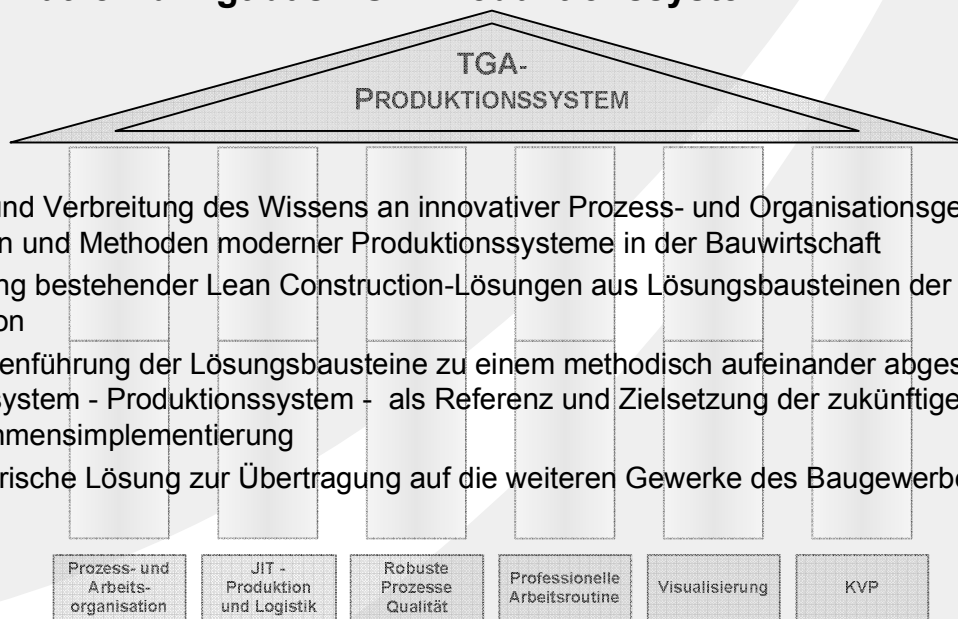 TGA-
PRODUKTIONSSYSTEM
und Verbreitung des Wissens an innovativer Prozess- und Organisationsge
n und Methoden moderner Produktionssysteme in der Bauwirtschaft
ng bestehender Lean Construction-Lösungen aus Lösungsbausteinen der
on
enführung der Lösungsbausteine zu einem methodisch aufeinander abges
system - Produktionssystem - als Referenz und Zielsetzung der zukünftige
hmensimplementierung
rische Lösung zur Übertragung auf die weiteren Gewerke des Baugewerbe
Prozess- und
Arbeits-
organisation
JIT -
Produktion
und Logistik
Robuste
Prozesse
Qualität
Professionelle
Arbeitsroutine
Visualisierung
KVP